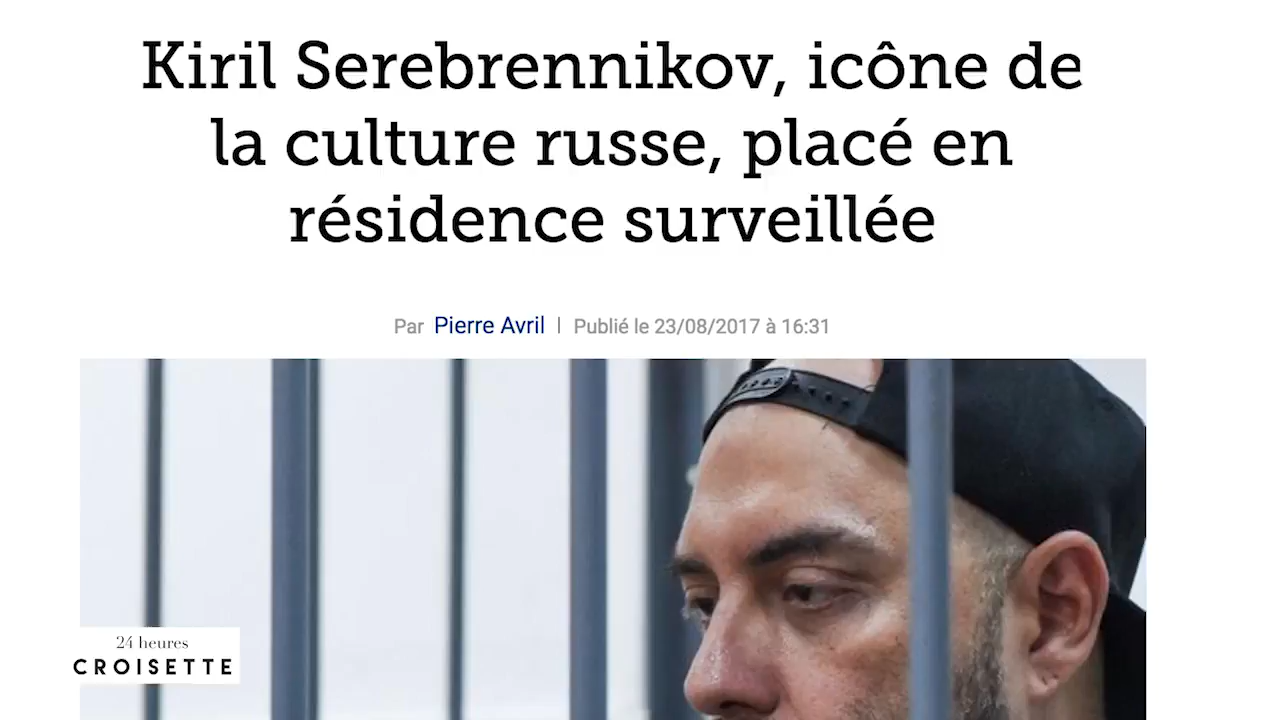 Kiril Serebrennikov, icône de
la culture russe, placé en
résidence surveillée
Par Pierre Avril | Publié le 23/08/2017 à 16:31
24 heures
CROISETTE